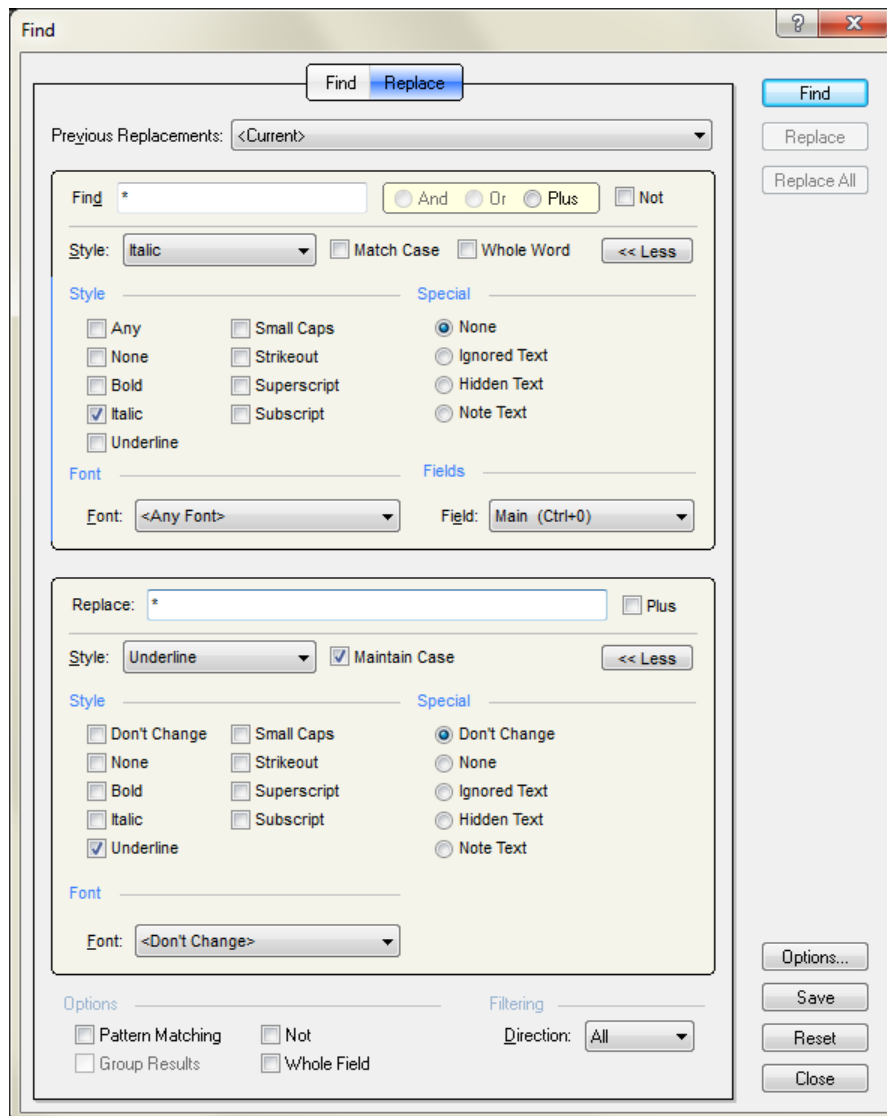 Find
Find Replace
Find
Previous Replacements: <Current>
Replace
Replace All
Find * And Or Plus Not
Style: Italic Match Case Whole Word << Less
Style Special
Any Small Caps None
None Strikeout Ignored Text
Bold Superscript Hidden Text
Italic Subscript Note Text
Underline
Font Fields
Font: <Any Font> Field: Main (Ctrl+0)
Replace: * Plus
Style: Underline Maintain Case << Less
Style Special
Don't Change Small Caps Don't Change
None Strikeout None
Bold Superscript Ignored Text
Italic Subscript Hidden Text
Underline Note Text
Font
Font: <Don't Change>
Options...
Save
Options Filtering
Pattern Matching Not Direction: All
Reset
Group Results Whole Field
Close